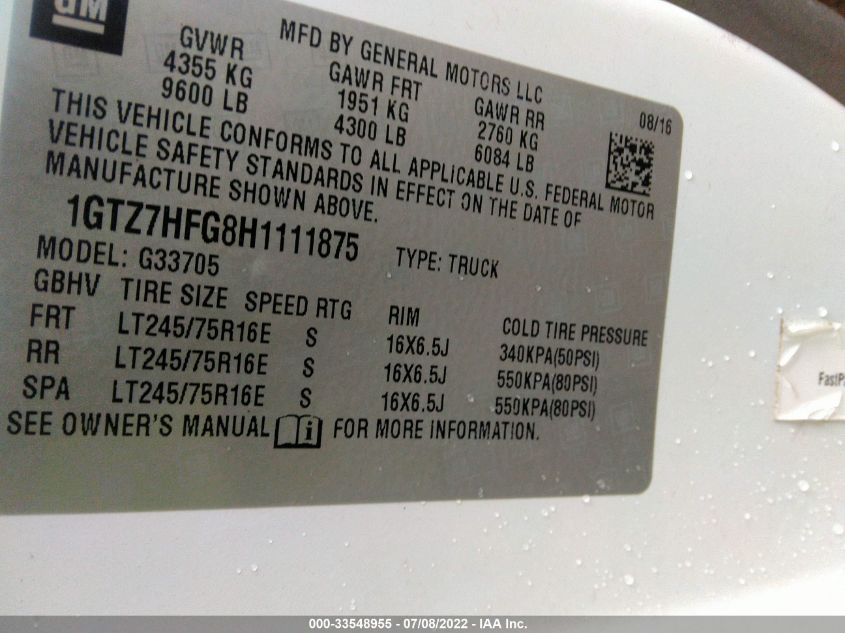 GM
MFD BY GENERAL MOTORS LLC
08/16
GVWR GAWR FRT GAWR RR
4355 KG 1951 KG 2760 KG
9600 LB 4300 LB 6084 LB
THIS VEHICLE CONFORMS TO ALL APPLICABLE U.S. FEDERAL MOTOR
VEHICLE SAFETY STANDARDS IN EFFECT ON THE DATE OF
MANUFACTURE SHOWN ABOVE.
1GTZ7HFG8H1111875 TYPE: TRUCK
MODEL: G33705
GBHV TIRE SIZE SPEED RTG RIM COLD TIRE PRESSURE
FRT LT245/75R16E S 16X6.5J 340KPA(50PSI)
RR LT245/75R16E S 16X6.5J 550KPA(80PSI)
SPA LT245/75R16E S 16X6.5J 550KPA(80PSI)
SEE OWNER'S MANUAL i FOR MORE INFORMATION.
000-33548955 - 07/08/2022 - IAA Inc.